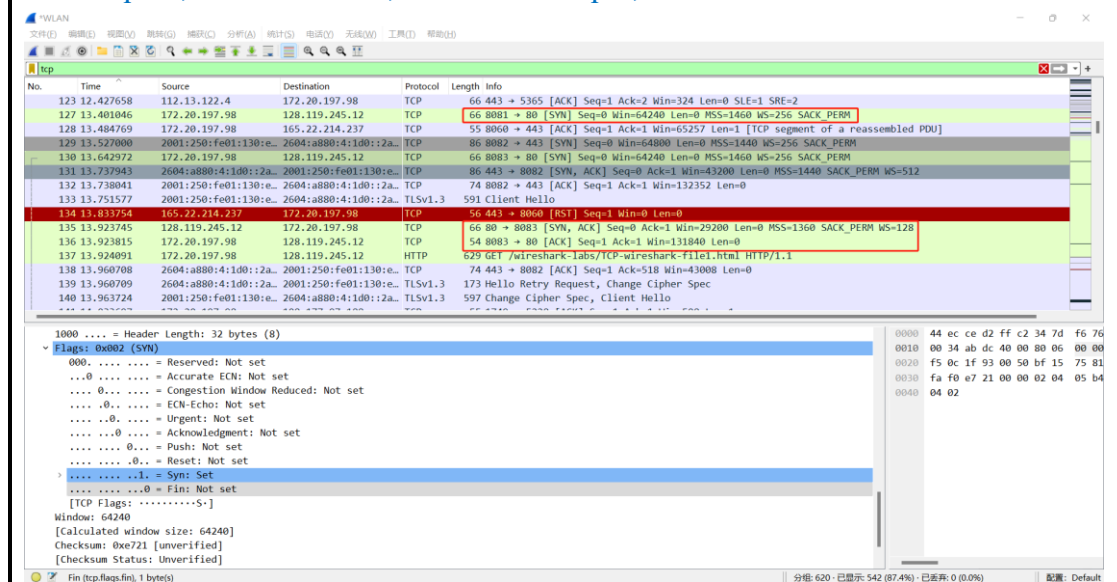 *WLAN
文件(F) 编辑(E) 视图(V) 跳转(G) 捕获(C) 分析(A) 统计(S) 电话(Y) 无线(W) 工具(T) 帮助(H)
tcp
No. Time Source Destination Protocol Length Info
123 12.427658 112.13.122.4 172.20.197.98 TCP 66 443 → 5365 [ACK] Seq=1 Ack=2 Win=324 Len=0 SLE=1 SRE=2
127 13.401046 172.20.197.98 128.119.245.12 TCP 66 8081 → 80 [SYN] Seq=0 Win=64240 Len=0 MSS=1460 WS=256 SACK_PERM
128 13.484769 172.20.197.98 165.22.214.237 TCP 55 8060 → 443 [ACK] Seq=1 Ack=1 Win=65257 Len=1 [TCP segment of a reassembled PDU]
129 13.527000 2001:250:fe01:130:e… 2604:a880:4:1d0::2a… TCP 86 8082 → 443 [SYN] Seq=0 Win=64800 Len=0 MSS=1440 WS=256 SACK_PERM
130 13.642972 172.20.197.98 128.119.245.12 TCP 66 8083 → 80 [SYN] Seq=0 Win=64240 Len=0 MSS=1460 WS=256 SACK_PERM
131 13.737943 2604:a880:4:1d0::2a… 2001:250:fe01:130:e… TCP 86 443 → 8082 [SYN, ACK] Seq=0 Ack=1 Win=43200 Len=0 MSS=1440 SACK_PERM WS=512
132 13.738041 2001:250:fe01:130:e… 2604:a880:4:1d0::2a… TCP 74 8082 → 443 [ACK] Seq=1 Ack=1 Win=132352 Len=0
133 13.751577 2001:250:fe01:130:e… 2604:a880:4:1d0::2a… TLSv1.3 591 Client Hello
134 13.833754 165.22.214.237 172.20.197.98 TCP 56 443 → 8060 [RST] Seq=1 Win=0 Len=0
135 13.923745 128.119.245.12 172.20.197.98 TCP 66 80 → 8083 [SYN, ACK] Seq=0 Ack=1 Win=29200 Len=0 MSS=1360 SACK_PERM WS=128
136 13.923815 172.20.197.98 128.119.245.12 TCP 54 8083 → 80 [ACK] Seq=1 Ack=1 Win=131840 Len=0
137 13.924091 172.20.197.98 128.119.245.12 HTTP 629 GET /wireshark-labs/TCP-wireshark-file1.html HTTP/1.1
138 13.960708 2604:a880:4:1d0::2a… 2001:250:fe01:130:e… TCP 74 443 → 8082 [ACK] Seq=1 Ack=518 Win=43008 Len=0
139 13.960709 2604:a880:4:1d0::2a… 2001:250:fe01:130:e… TLSv1.3 173 Hello Retry Request, Change Cipher Spec
140 13.963724 2001:250:fe01:130:e… 2604:a880:4:1d0::2a… TLSv1.3 597 Change Cipher Spec, Client Hello
1000 .... = Header Length: 32 bytes (8)
Flags: 0x002 (SYN)
000. .... .... = Reserved: Not set
...0 .... .... = Accurate ECN: Not set
.... 0... .... = Congestion Window Reduced: Not set
.... .0.. .... = ECN-Echo: Not set
.... ..0. .... = Urgent: Not set
.... ...0 .... = Acknowledgment: Not set
.... .... 0... = Push: Not set
.... .... .0.. = Reset: Not set
.... .... ..1. = Syn: Set
.... .... ...0 = Fin: Not set
[TCP Flags: ··········S·]
Window: 64240
[Calculated window size: 64240]
Checksum: 0xe721 [unverified]
[Checksum Status: Unverified]
0000 44 ec ce d2 ff c2 34 7d f6 76
0010 00 34 ab dc 40 00 80 06 00 00
0020 f5 0c 1f 93 00 50 bf 15 75 81
0030 fa f0 e7 21 00 00 02 04 05 b4
0040 04 02
Fin (tcp.flags.fin), 1 byte(s) 分组: 620 · 已显示: 542 (87.4%) · 已丢弃: 0 (0.0%) 配置: Default